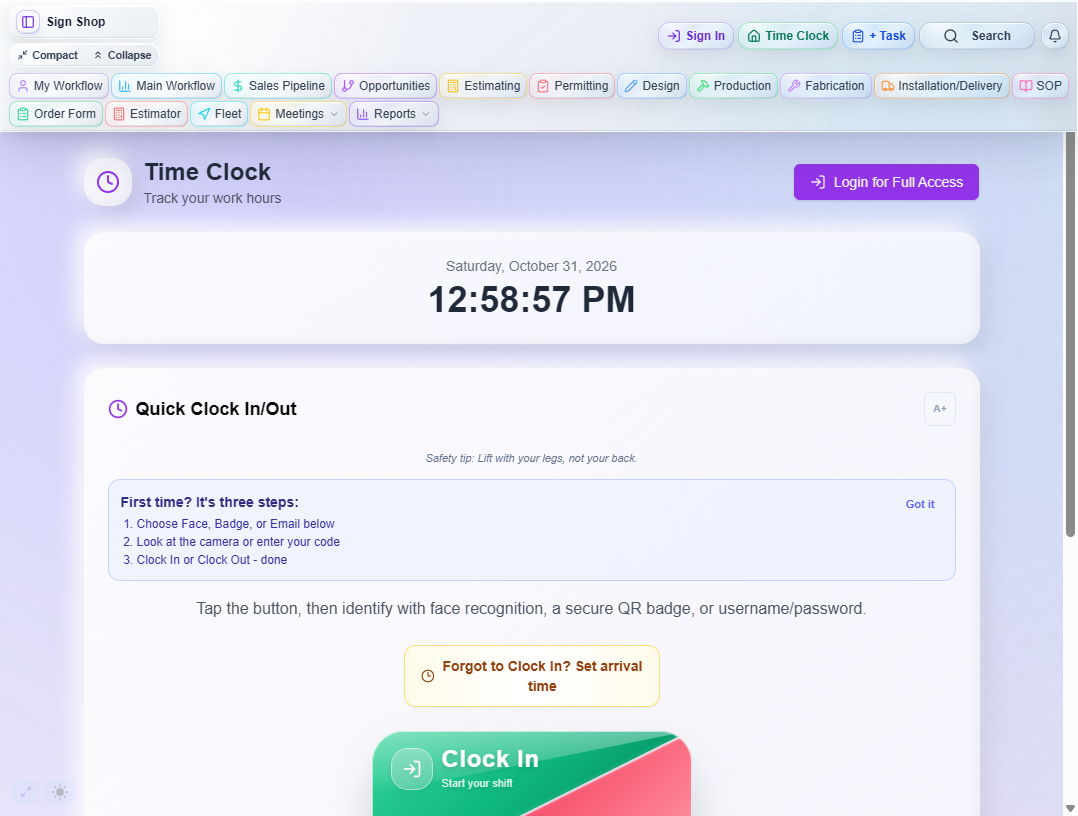 Sign Shop
Compact
Collapse
Sign In
Time Clock
+ Task
Search
My Workflow
Main Workflow
Sales Pipeline
Opportunities
Estimating
Permitting
Design
Production
Fabrication
Installation/Delivery
SOP
Order Form
Estimator
Fleet
Meetings
Reports
Time Clock
Track your work hours
Login for Full Access
Saturday, October 31, 2026
12:58:57 PM
Quick Clock In/Out
A+
Safety tip: Lift with your legs, not your back.
First time? It's three steps:
Got it
1. Choose Face, Badge, or Email below
2. Look at the camera or enter your code
3. Clock In or Clock Out - done
Tap the button, then identify with face recognition, a secure QR badge, or username/password.
Forgot to Clock In? Set arrival
time
Clock In
Start your shift